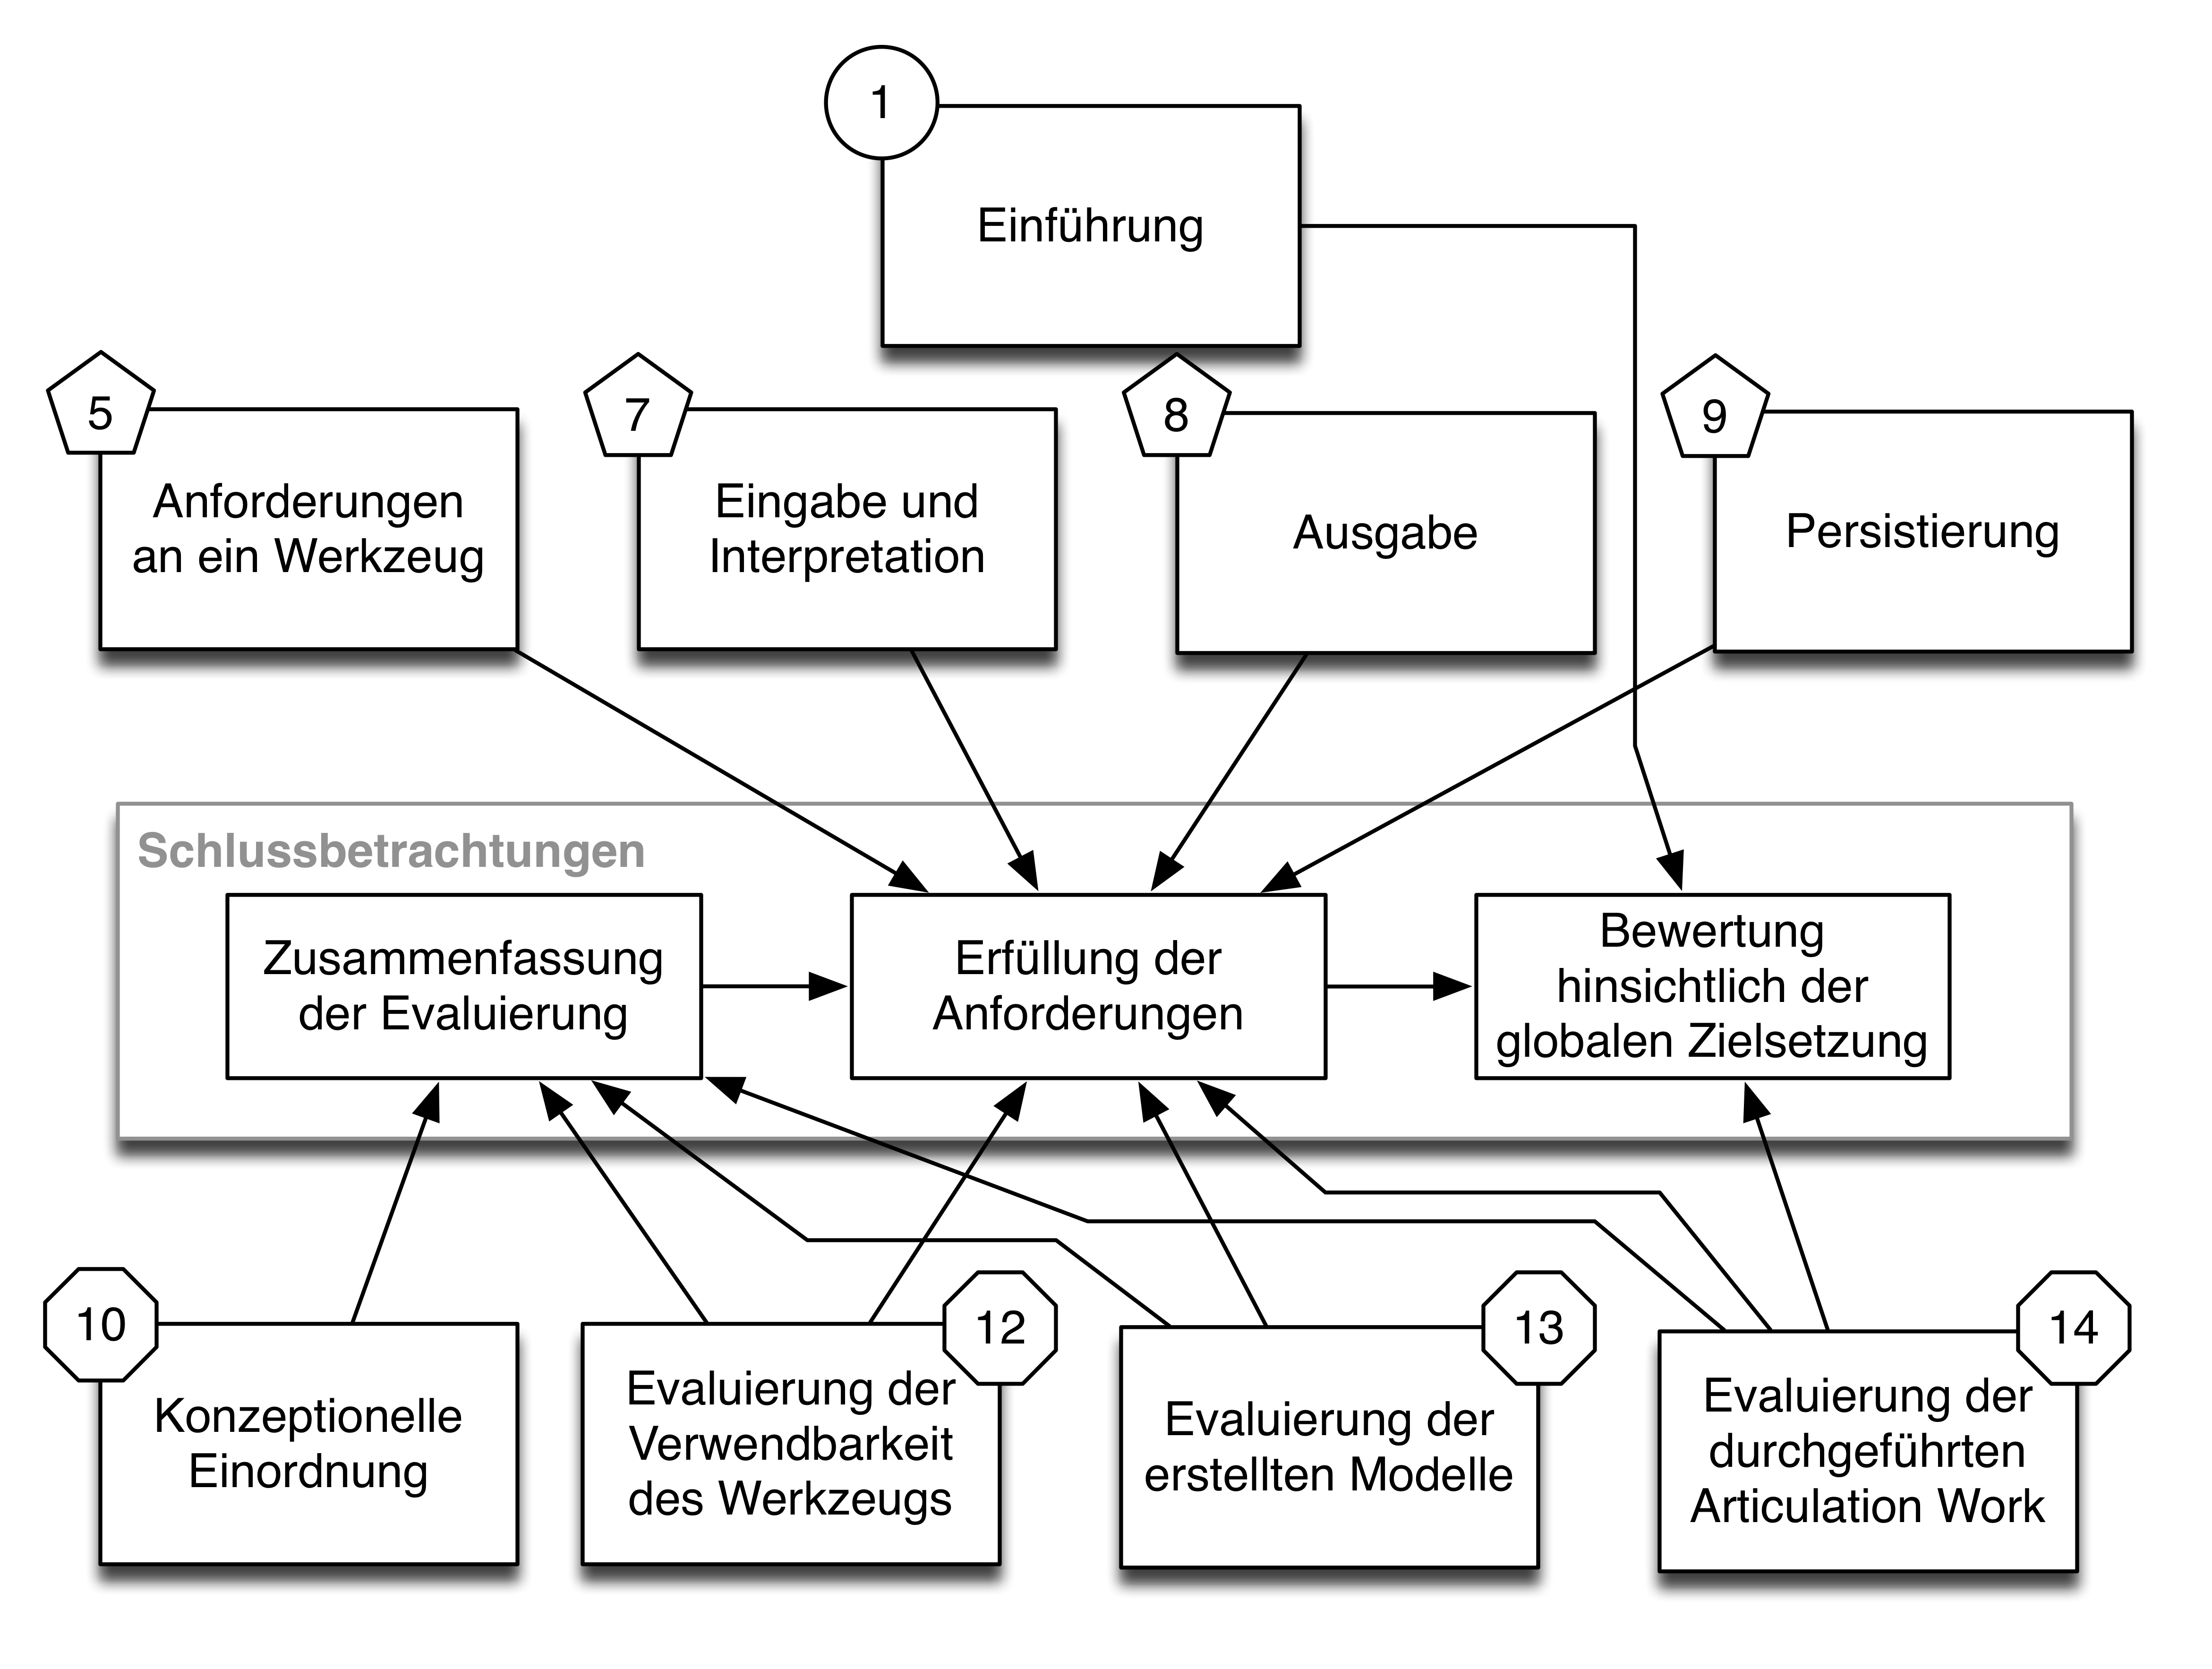 1
Einführung
5
Anforderungen
an ein Werkzeug
7
Eingabe und
Interpretation
8
Ausgabe
9
Persistierung
Schlussbetrachtungen
Zusammenfassung
der Evaluierung
Erfüllung der
Anforderungen
Bewertung
hinsichtlich der
globalen Zielsetzung
10
Konzeptionelle
Einordnung
12
Evaluierung der
Verwendbarkeit
des Werkzeugs
13
Evaluierung der
erstellten Modelle
14
Evaluierung der
durchgeführten
Articulation Work